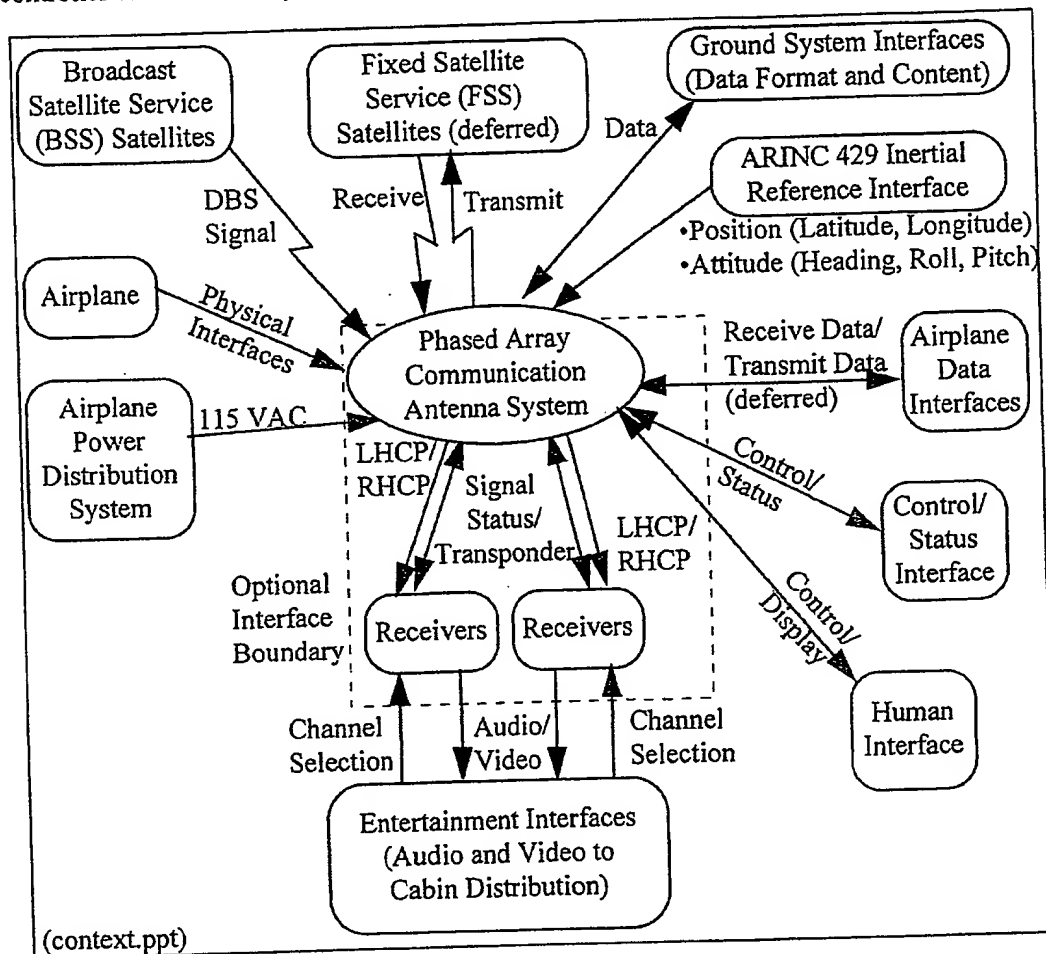 Broadcast
Satellite Service
(BSS) Satellites
Fixed Satellite
Service (FSS)
Satellites (deferred)
Ground System Interfaces
(Data Format and Content)
Data
ARINC 429 Inertial
Reference Interface
•Position (Latitude, Longitude)
•Attitude (Heading, Roll, Pitch)
DBS
Signal
Receive
Transmit
Airplane
Physical
Interfaces
Phased Array
Communication
Antenna System
Receive Data/
Transmit Data
(deferred)
Airplane
Data
Interfaces
Airplane
Power
Distribution
System
115 VAC
LHCP/
RHCP
Signal
Status/
Transponder
LHCP/
RHCP
Control/
Status
Control/
Status
Interface
Optional
Interface
Boundary
Receivers
Receivers
Control/
Display
Human
Interface
Channel
Selection
Audio/
Video
Channel
Selection
Entertainment Interfaces
(Audio and Video to
Cabin Distribution)
(context.ppt)